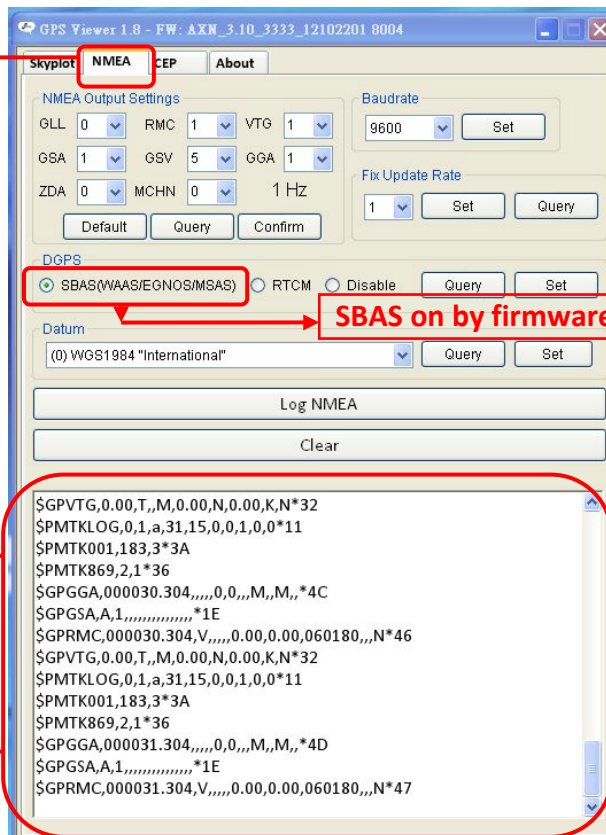 GPS Viewer 1.8 - FW: AXN_3.10_3333_12102201 8004
Skyplot NMEA CEP About
NMEA Output Settings
GLL 0 RMC 1 VTG 1
GSA 1 GSV 5 GGA 1
ZDA 0 MCHN 0 1 Hz
Default Query Confirm
Baudrate
9600 Set
Fix Update Rate
1 Set Query
DGPS
SBAS(WAAS/EGNOS/MSAS) RTCM Disable Query Set
SBAS on by firmware
Datum
(0) WGS1984 "International" Query Set
Log NMEA
Clear
$GPVTG,0.00,T,,M,0.00,N,0.00,K,N*32
$PMTKLOG,0,1,a,31,15,0,0,1,0,0*11
$PMTK001,183,3*3A
$PMTK869,2,1*36
$GPGGA,000030.304,,,,,0,0,,,M,,M,,*4C
$GPGSA,A,1,,,,,,,,,,,,,,,*1E
$GPRMC,000030.304,V,,,,,0.00,0.00,060180,,,N*46
$GPVTG,0.00,T,,M,0.00,N,0.00,K,N*32
$PMTKLOG,0,1,a,31,15,0,0,1,0,0*11
$PMTK001,183,3*3A
$PMTK869,2,1*36
$GPGGA,000031.304,,,,,0,0,,,M,,M,,*4D
$GPGSA,A,1,,,,,,,,,,,,,,,*1E
$GPRMC,000031.304,V,,,,,0.00,0.00,060180,,,N*47